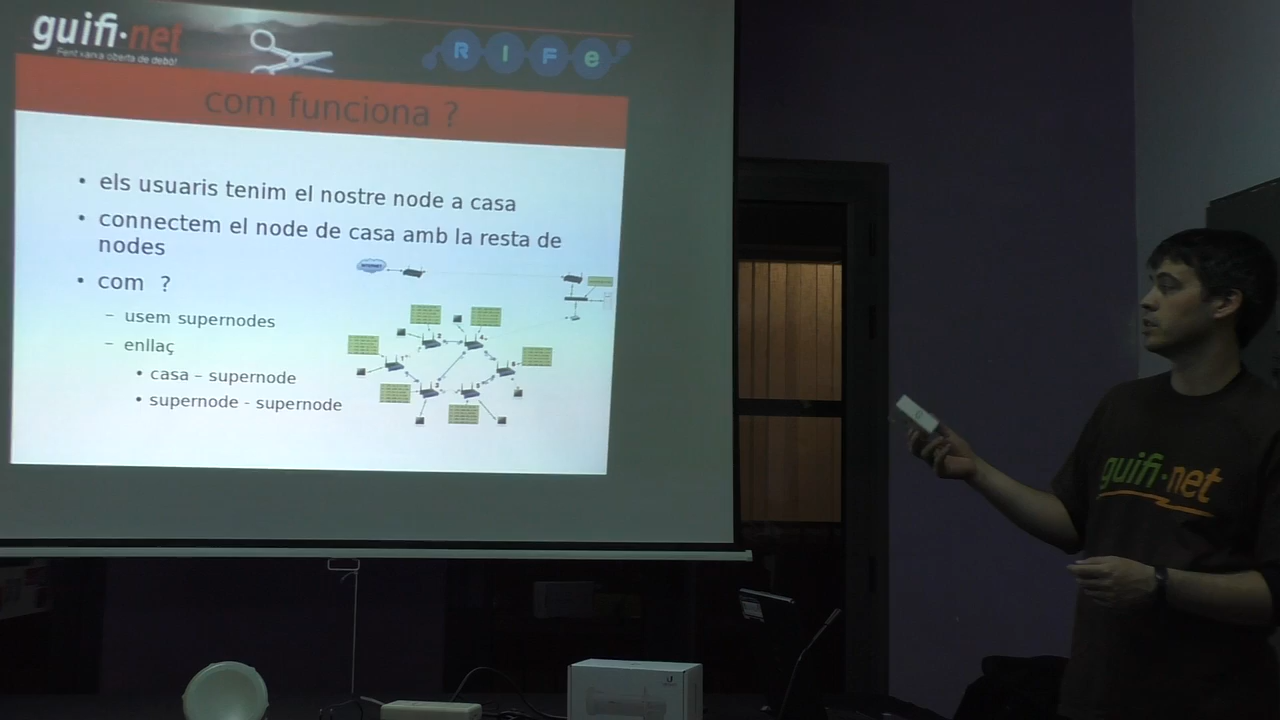 guifi·net
Fent xarxa oberta de debò!
R I F e
com funciona ?
• els usuaris tenim el nostre node a casa
• connectem el node de casa amb la resta de
nodes
• com ?
– usem supernodes
– enllaç
• casa – supernode
• supernode - supernode
INTERNET
guifi·net